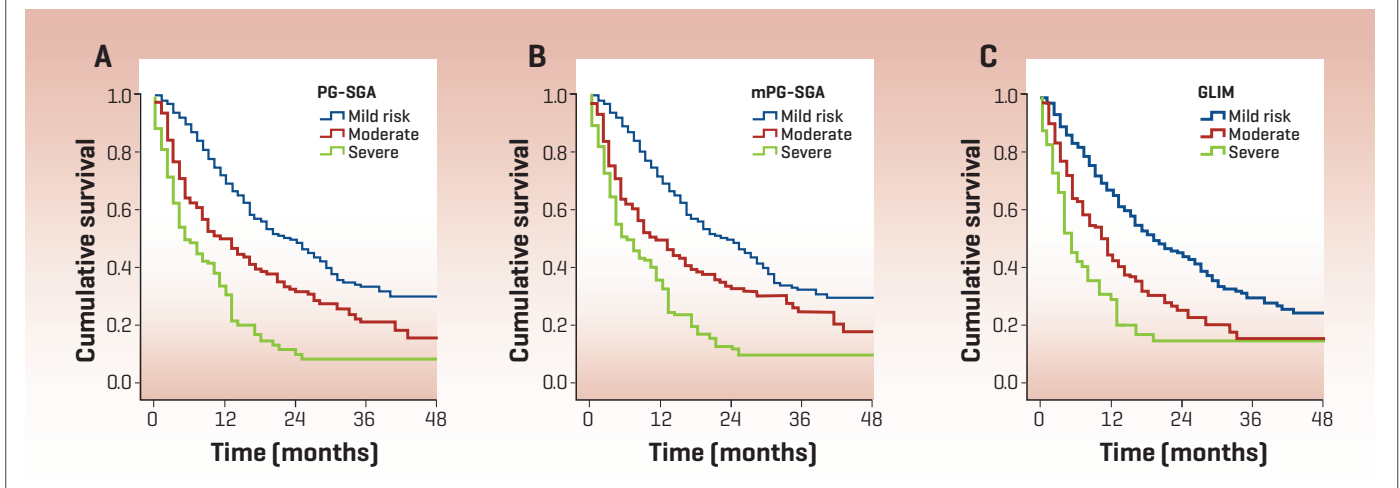 A
PG-SGA
Mild risk
Moderate
Severe
1.0
0.8
0.6
0.4
0.2
0.0
Cumulative survival
0 12 24 36 48
Time (months)
B
mPG-SGA
Mild risk
Moderate
Severe
1.0
0.8
0.6
0.4
0.2
0.0
Cumulative survival
0 12 24 36 48
Time (months)
C
GLIM
Mild risk
Moderate
Severe
1.0
0.8
0.6
0.4
0.2
0.0
Cumulative survival
0 12 24 36 48
Time (months)